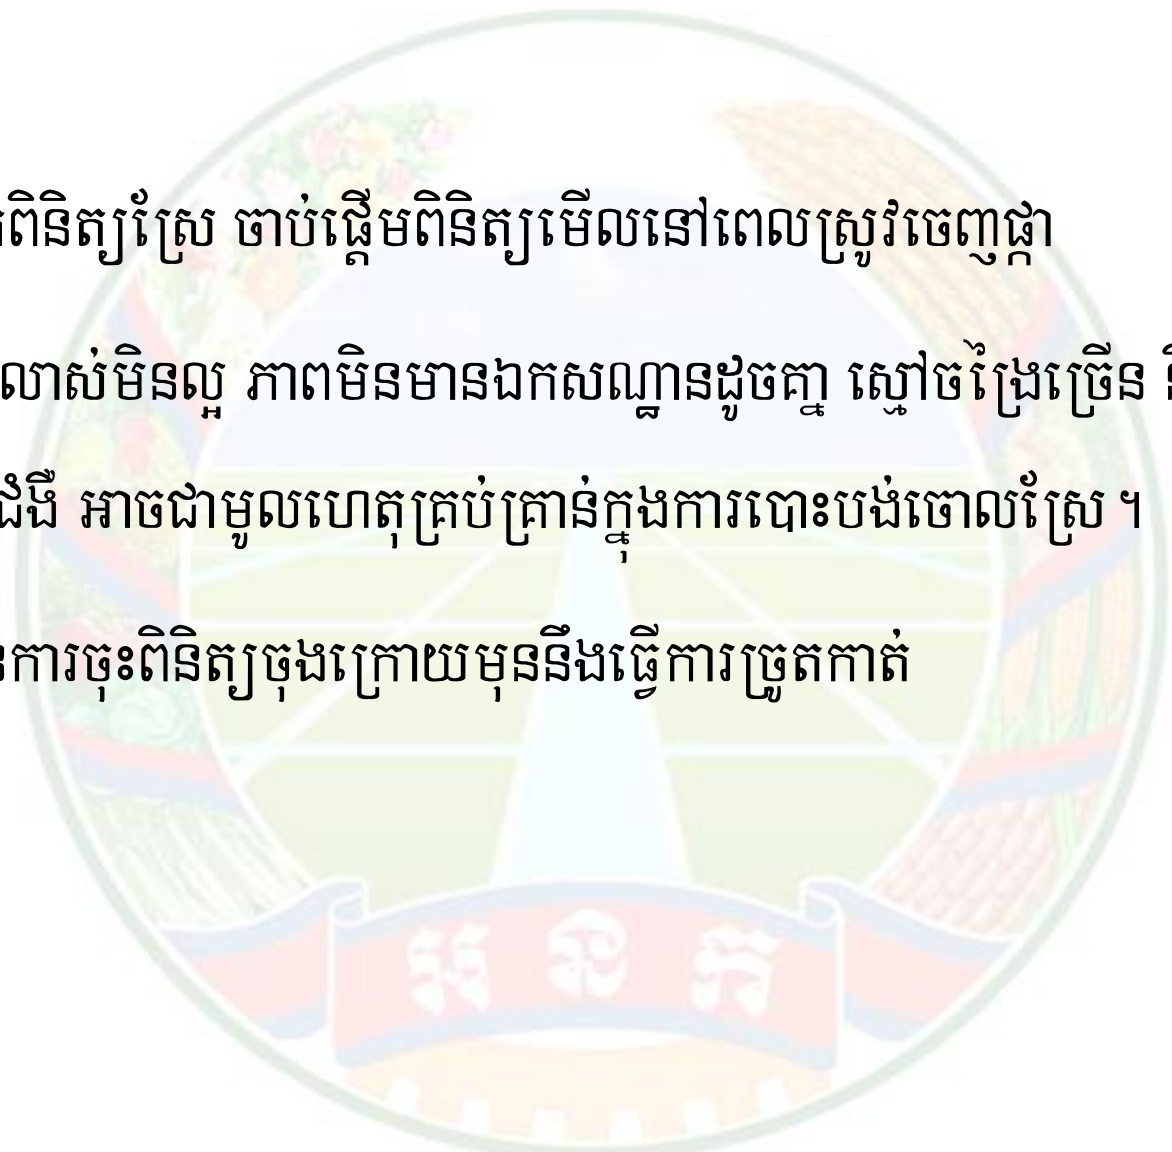 ពិនិត្យស្រែ ចាប់ផ្តើមពិនិត្យមើលនៅពេលស្រូវចេញផ្កា
លាស់មិនល្អ ភាពមិនមានឯកសណ្ឋានដូចគ្នា ស្មៅចង្រៃច្រើន
ជំងឺ អាចជាមូលហេតុគ្រប់គ្រាន់ក្នុងការបោះបង់ចោលស្រែ។
ការចុះពិនិត្យចុងក្រោយមុននឹងធ្វើការច្រូតកាត់
អ ន ក